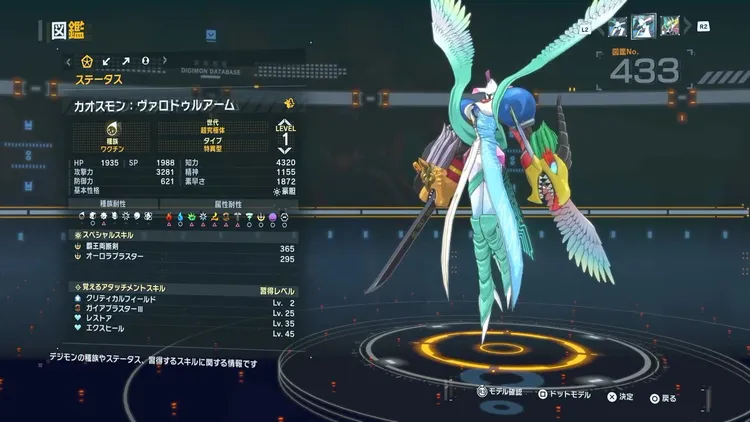 図鑑
L2
R2
DIGIMON DATABASE
図鑑No.
433
ステータス
カオスモン：ヴァロドゥルアーム
種族
ワクチン
世代
超究極体
タイプ
特異型
LEVEL
1
HP 1935 SP 1988 知力 4320
攻撃力 3281 精神 1155
防御力 621 素早さ 1872
基本性格 豪胆
種族耐性 属性耐性
スペシャルスキル
覇王両断剣 365
オーロラブラスター 295
覚えるアタッチメントスキル 習得レベル
クリティカルフィールド Lv. 2
ガイアブラスターIII Lv. 25
レストア Lv. 35
エクスヒール Lv. 45
デジモンの種族やステータス、習得するスキルに関する情報です
R3 モデル確認 ドットモデル 決定 戻る